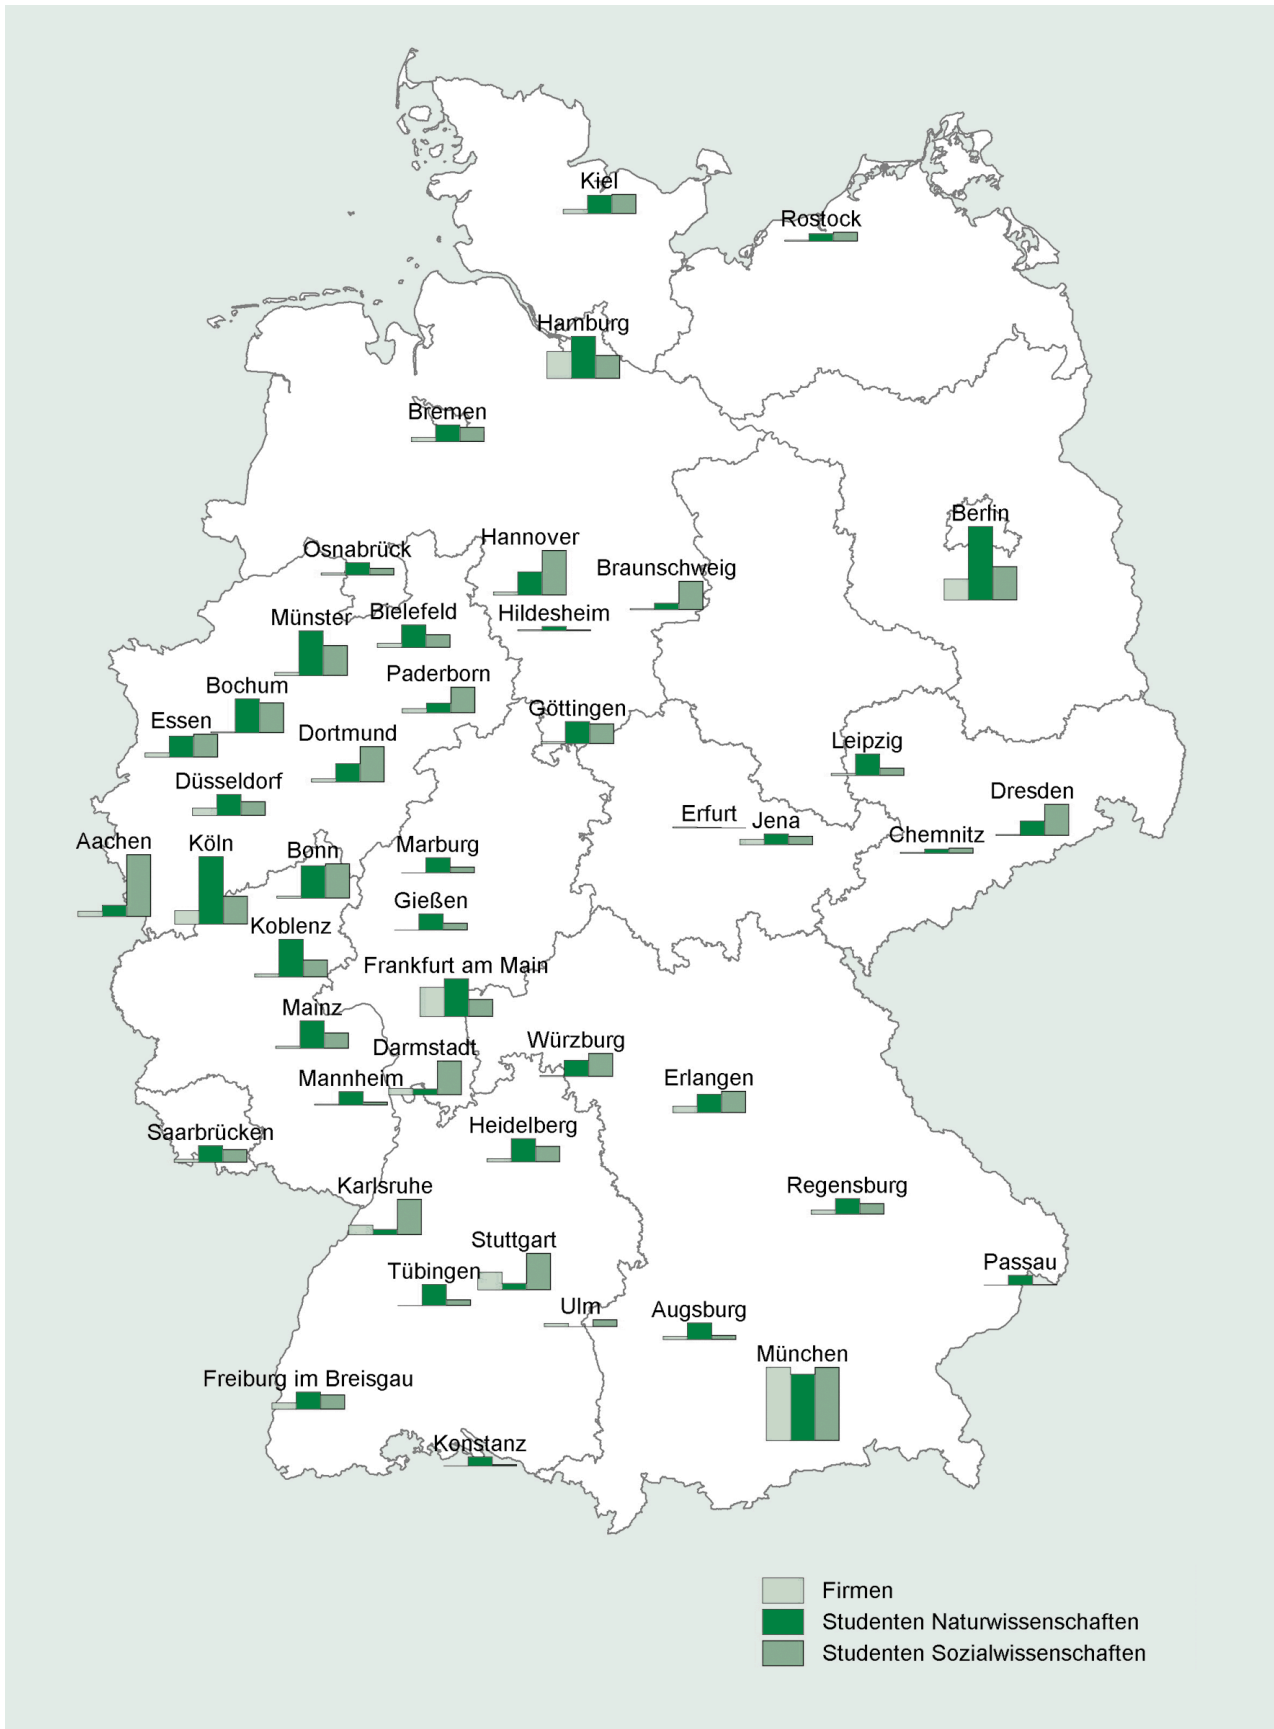 Kiel
Rostock
Hamburg
Bremen
Berlin
Hannover
Osnabrück
Braunschweig
Münster
Bielefeld
Hildesheim
Paderborn
Bochum
Göttingen
Essen
Dortmund
Leipzig
Düsseldorf
Dresden
Erfurt
Jena
Chemnitz
Aachen
Köln
Bonn
Marburg
Gießen
Koblenz
Frankfurt am Main
Mainz
Würzburg
Darmstadt
Mannheim
Erlangen
Heidelberg
Saarbrücken
Karlsruhe
Regensburg
Stuttgart
Passau
Tübingen
Ulm
Augsburg
München
Freiburg im Breisgau
Konstanz
Firmen
Studenten Naturwissenschaften
Studenten Sozialwissenschaften